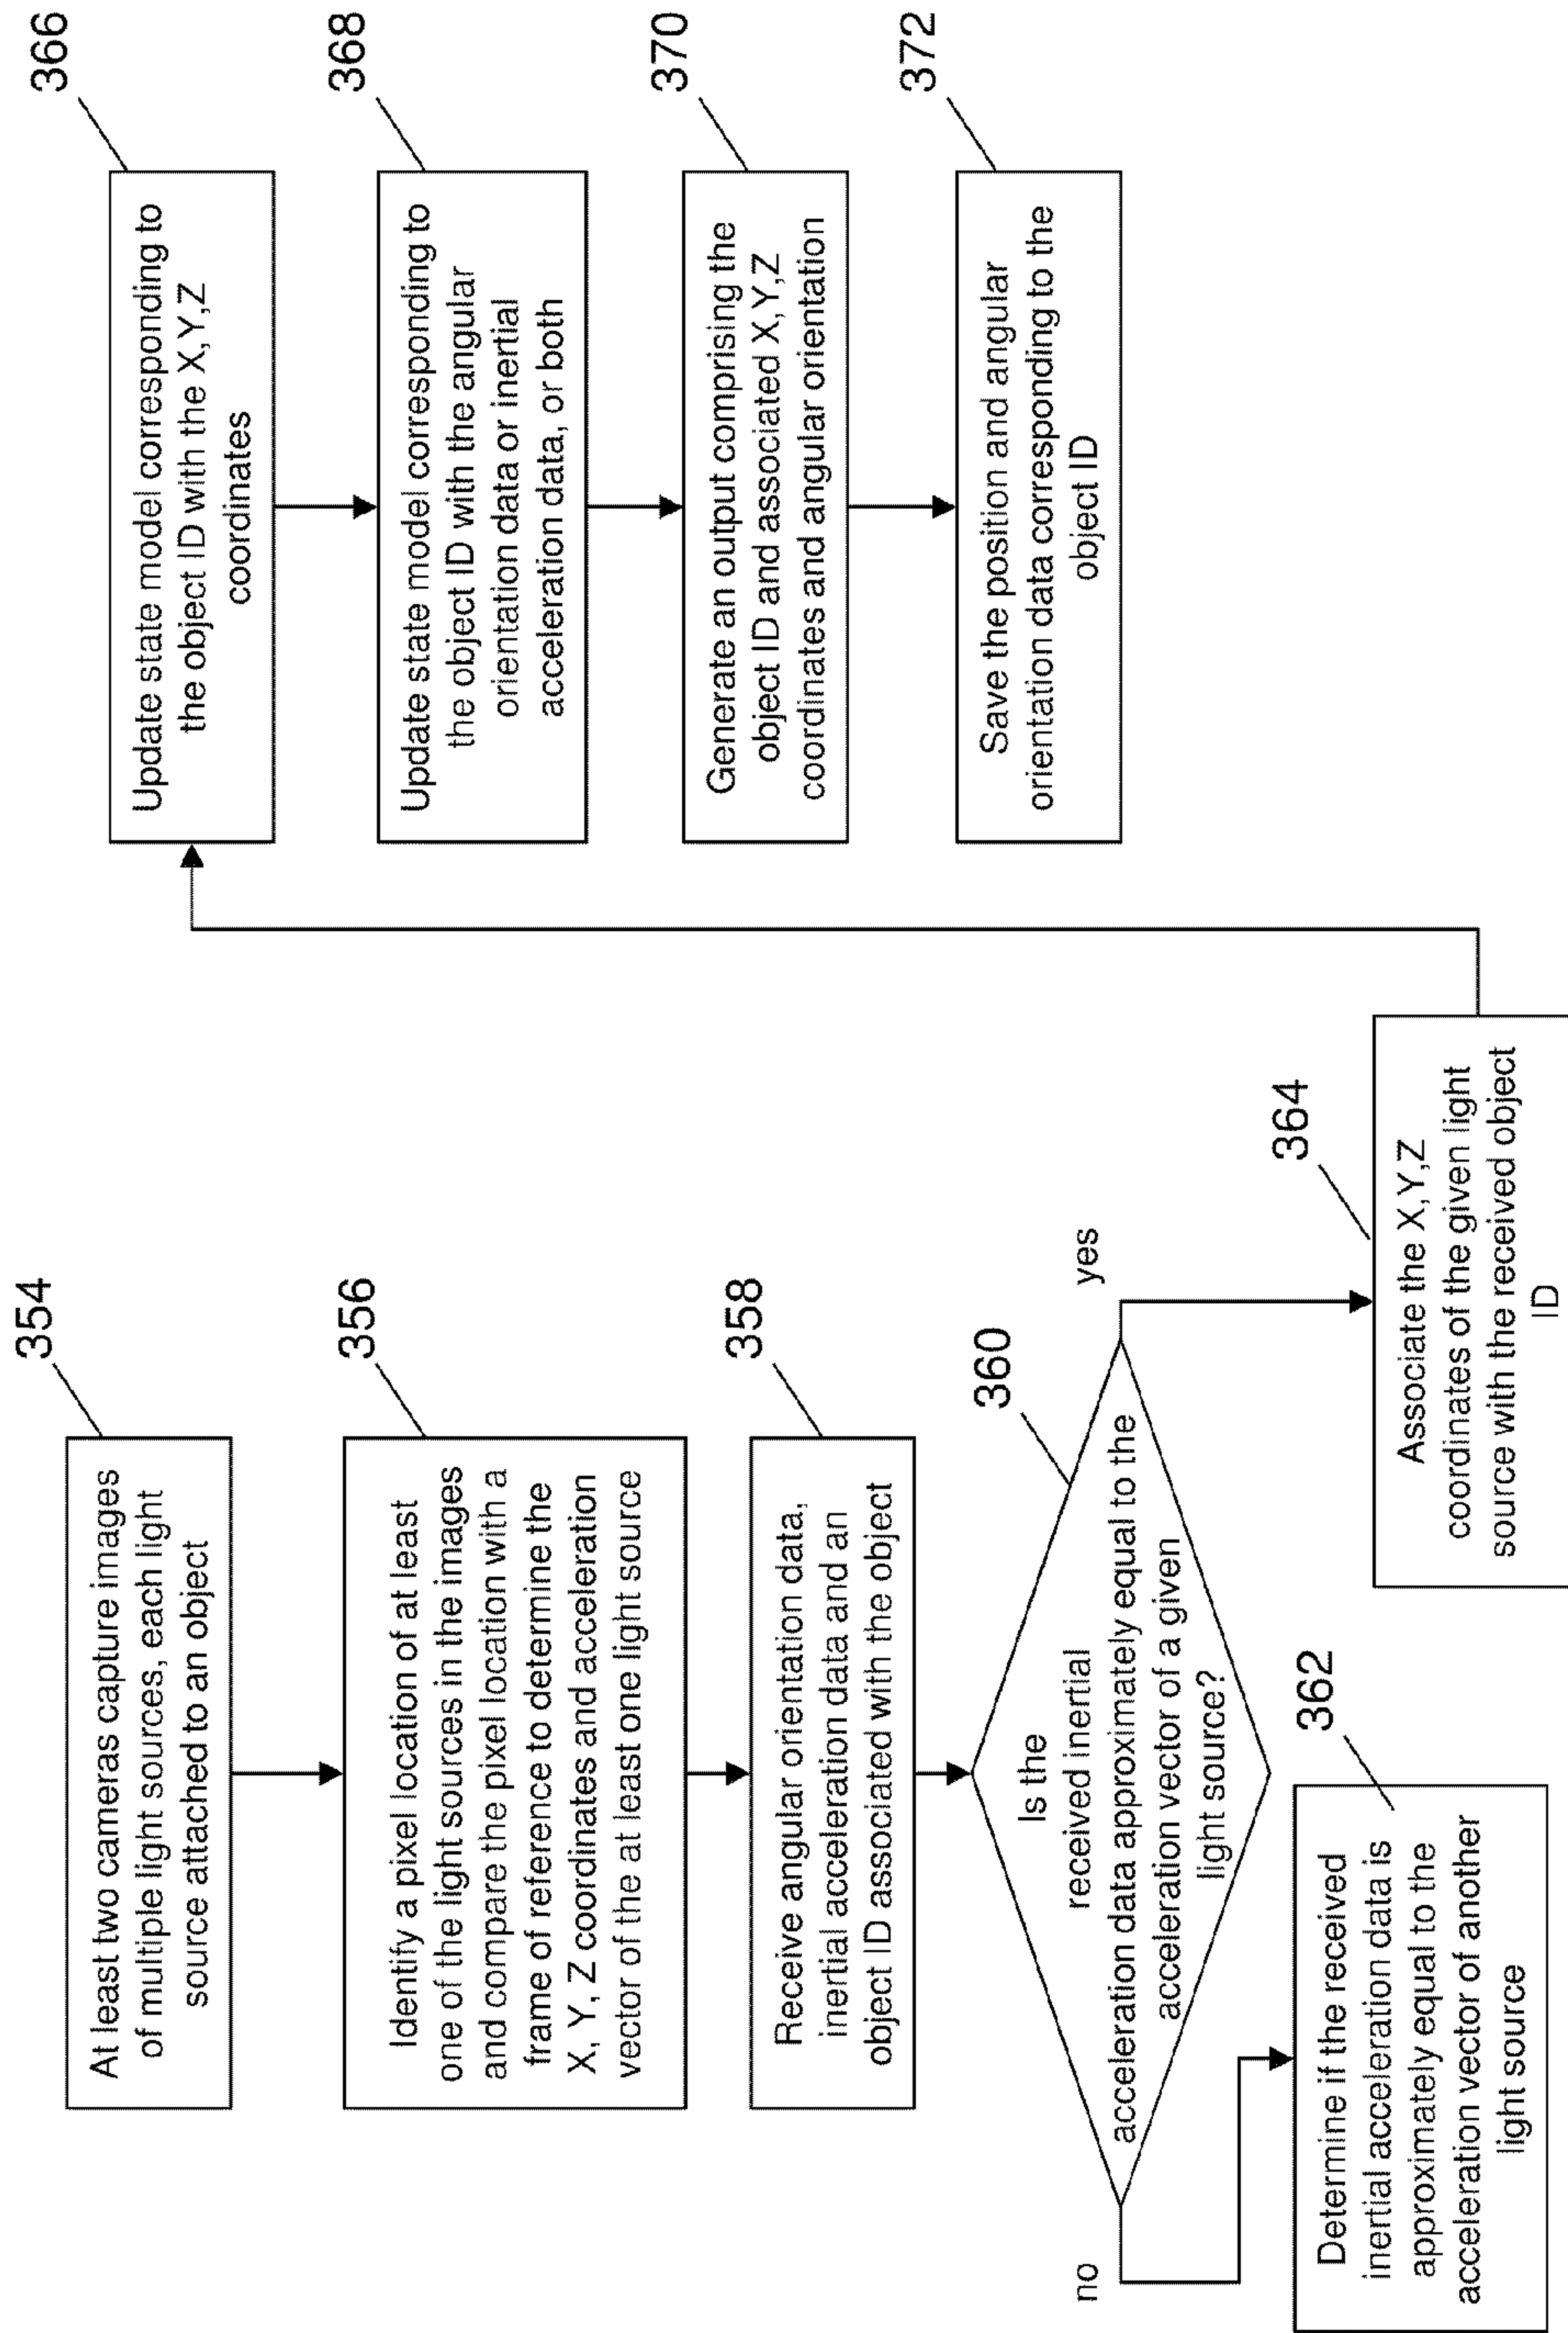 354
At least two cameras capture images
of multiple light sources, each light
source attached to an object
356
Identify a pixel location of at least
one of the light sources in the images
and compare the pixel location with a
frame of reference to determine the
X, Y, Z coordinates and acceleration
vector of the at least one light source
358
Receive angular orientation data,
inertial acceleration data and an
object ID associated with the object
360
Is the
received inertial
acceleration data approximately equal to the
acceleration vector of a given
light source?
no
yes
362
Determine if the received
inertial acceleration data is
approximately equal to the
acceleration vector of another
light source
364
Associate the X,Y,Z
coordinates of the given light
source with the received object
ID
366
Update state model corresponding to
the object ID with the X,Y,Z
coordinates
368
Update state model corresponding to
the object ID with the angular
orientation data or inertial
acceleration data, or both
370
Generate an output comprising the
object ID and associated X,Y,Z
coordinates and angular orientation
372
Save the position and angular
orientation data corresponding to the
object ID